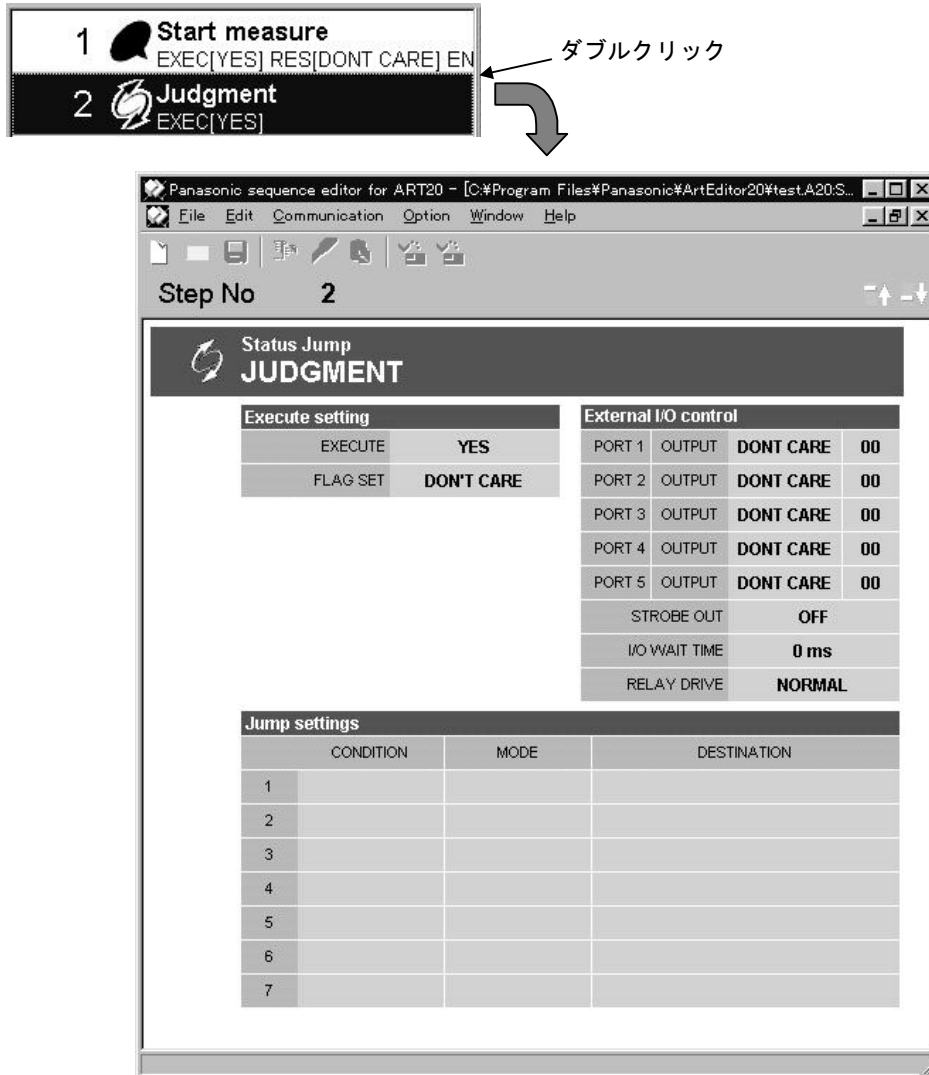 1 Start measure
EXEC[YES] RES[DONT CARE] EN
ダブルクリック
2 Judgment
EXEC[YES]
Panasonic sequence editor for ART20 - [C:¥Program Files¥Panasonic¥ArtEditor20¥test.A20:S...
File Edit Communication Option Window Help
Step No 2
Status Jump
JUDGMENT
Execute setting
EXECUTE YES
FLAG SET DON'T CARE
External I/O control
PORT 1 OUTPUT DONT CARE 00
PORT 2 OUTPUT DONT CARE 00
PORT 3 OUTPUT DONT CARE 00
PORT 4 OUTPUT DONT CARE 00
PORT 5 OUTPUT DONT CARE 00
STROBE OUT OFF
I/O WAIT TIME 0 ms
RELAY DRIVE NORMAL
Jump settings
CONDITION MODE DESTINATION
1
2
3
4
5
6
7